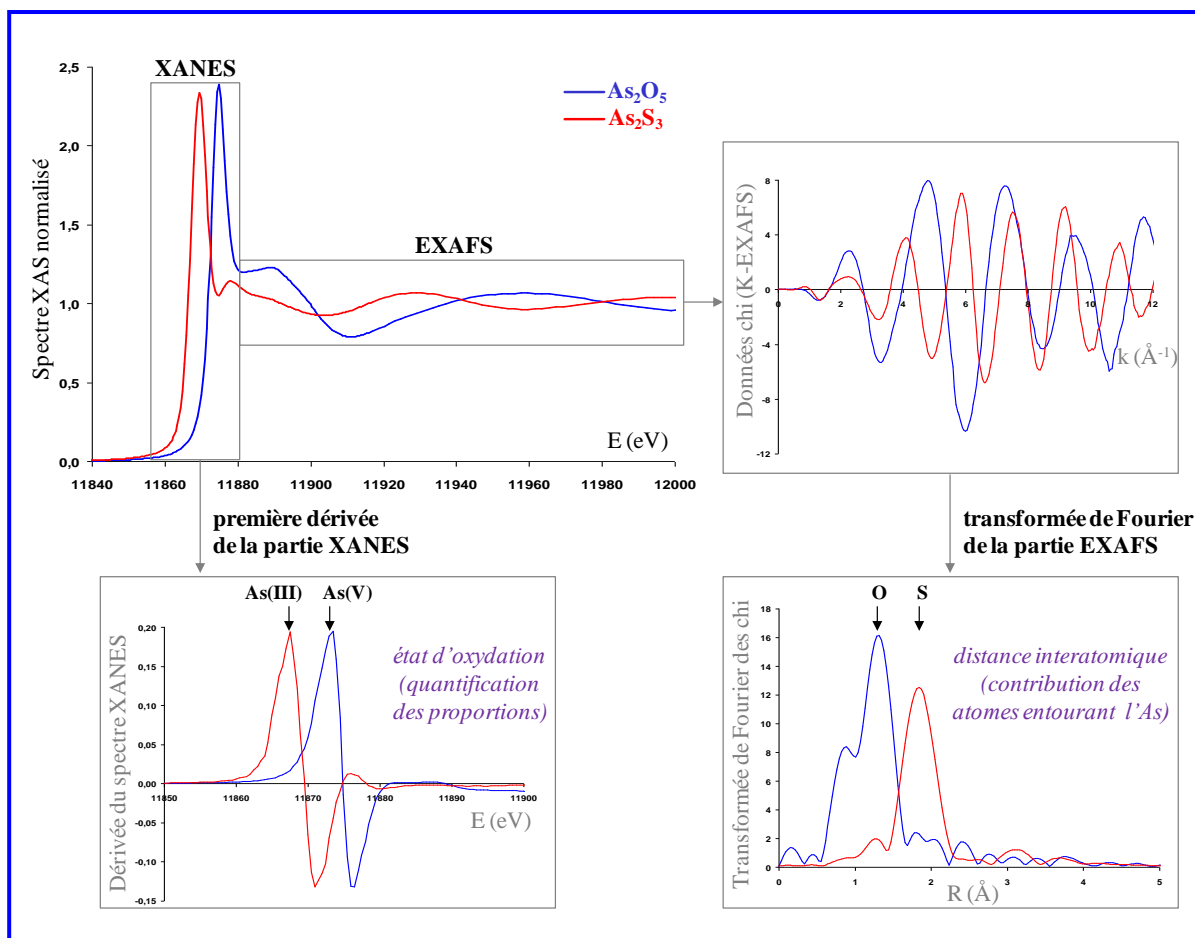 XANES
2,5
2,0
1,5
1,0
0,5
0,0
Spectre XAS normalisé
As₂O₅
As₂S₃
EXAFS
E (eV)
11840 11860 11880 11900 11920 11940 11960 11980 12000
8
4
0
-4
-8
-12
Données chi (K-EXAFS)
0 2 4 6 8 10 12
k (Å⁻¹)
première dérivée
de la partie XANES
transformée de Fourier
de la partie EXAFS
As(III) As(V)
0,20
0,15
0,10
0,05
0,00
-0,05
-0,10
-0,15
Dérivée du spectre XANES
état d'oxydation
(quantification
des proportions)
11850 11860 11870 11880 11890 11900
E (eV)
O S
18
16
14
12
10
8
6
4
2
0
Transformée de Fourier des chi
distance interatomique
(contribution des
atomes entourant l'As)
0 1 2 3 4 5
R (Å)